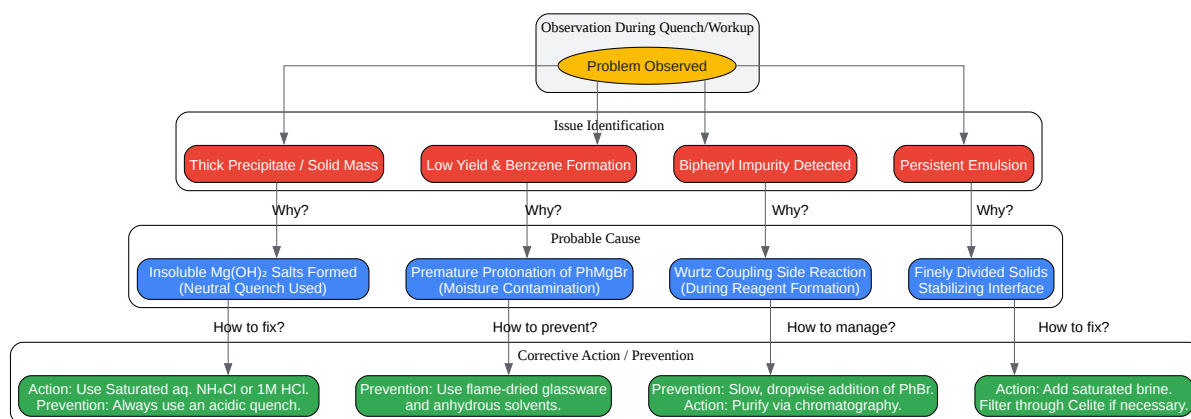 Observation During Quench/Workup
Problem Observed
Issue Identification
Thick Precipitate / Solid Mass
Low Yield & Benzene Formation
Biphenyl Impurity Detected
Persistent Emulsion
Why?
Why?
Why?
Why?
Probable Cause
Insoluble Mg(OH)₂ Salts Formed
(Neutral Quench Used)
Premature Protonation of PhMgBr
(Moisture Contamination)
Wurtz Coupling Side Reaction
(During Reagent Formation)
Finely Divided Solids
Stabilizing Interface
How to fix?
How to prevent?
How to manage?
How to fix?
Corrective Action / Prevention
Action: Use Saturated aq. NH₄Cl or 1M HCl.
Prevention: Always use an acidic quench.
Prevention: Use flame-dried glassware
and anhydrous solvents.
Prevention: Slow, dropwise addition of PhBr.
Action: Purify via chromatography.
Action: Add saturated brine.
Filter through Celite if necessary.